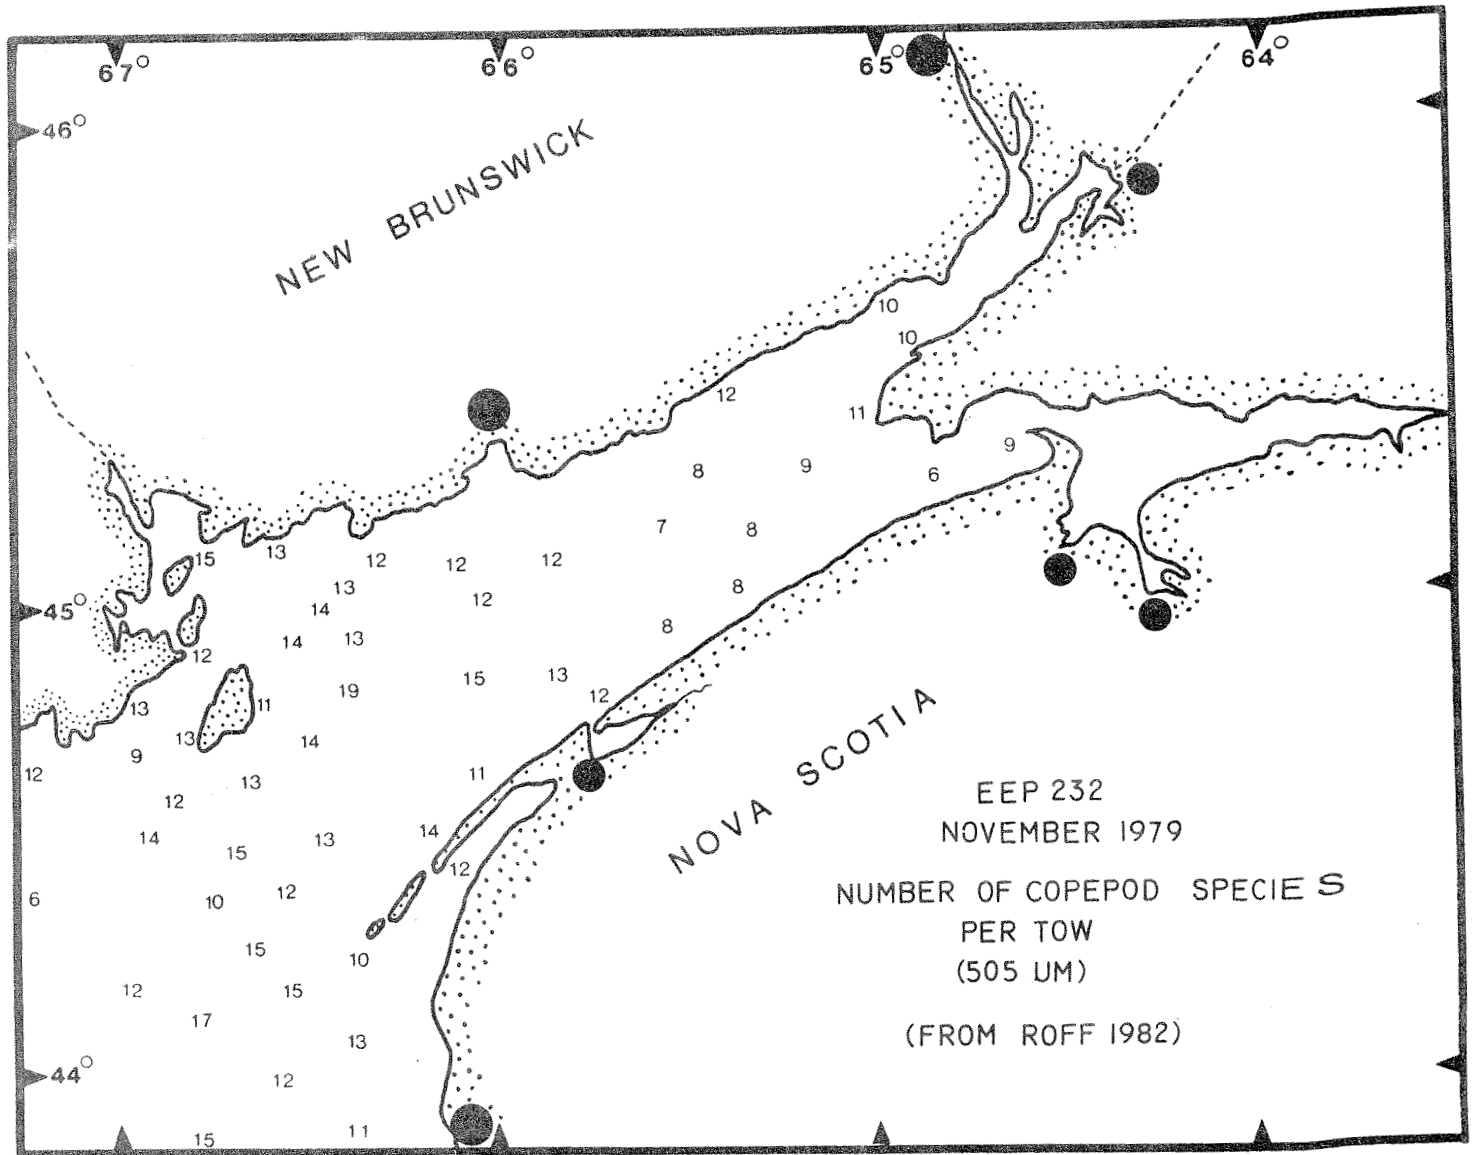 67° 66° 65° 64°
46°
NEW BRUNSWICK
10
10
12
11
9
8 9 6
7 8
15 13 12 12 12
13 8
45° 14 12
14 13 8
12
19 15 13 12
13 11
13 14
9
12 13 11
12
14 15 13 14
12
6 10 12
15
10
12 15
17
13
44° 12
15 11
NOVA SCOTIA
EEP 232
NOVEMBER 1979
NUMBER OF COPEPOD SPECIES
PER TOW
(505 UM)
(FROM ROFF 1982)